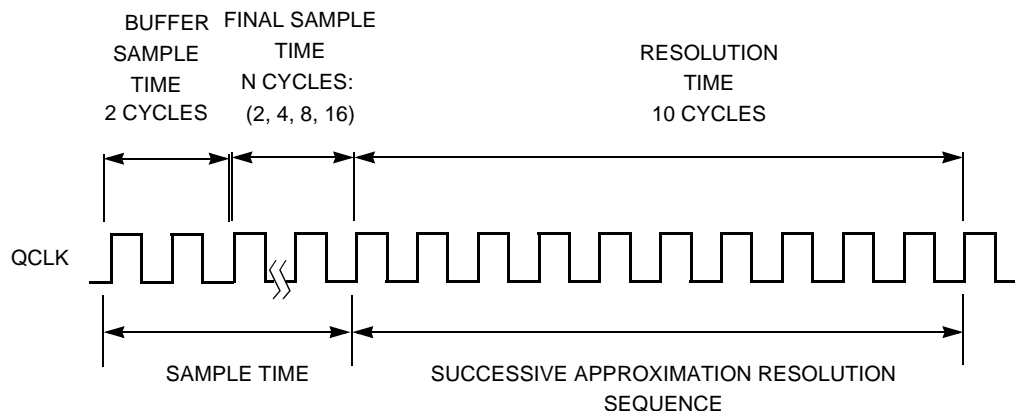 BUFFER
SAMPLE
TIME
2 CYCLES
FINAL SAMPLE
TIME
N CYCLES:
(2, 4, 8, 16)
RESOLUTION
TIME
10 CYCLES
QCLK
SAMPLE TIME
SUCCESSIVE APPROXIMATION RESOLUTION
SEQUENCE